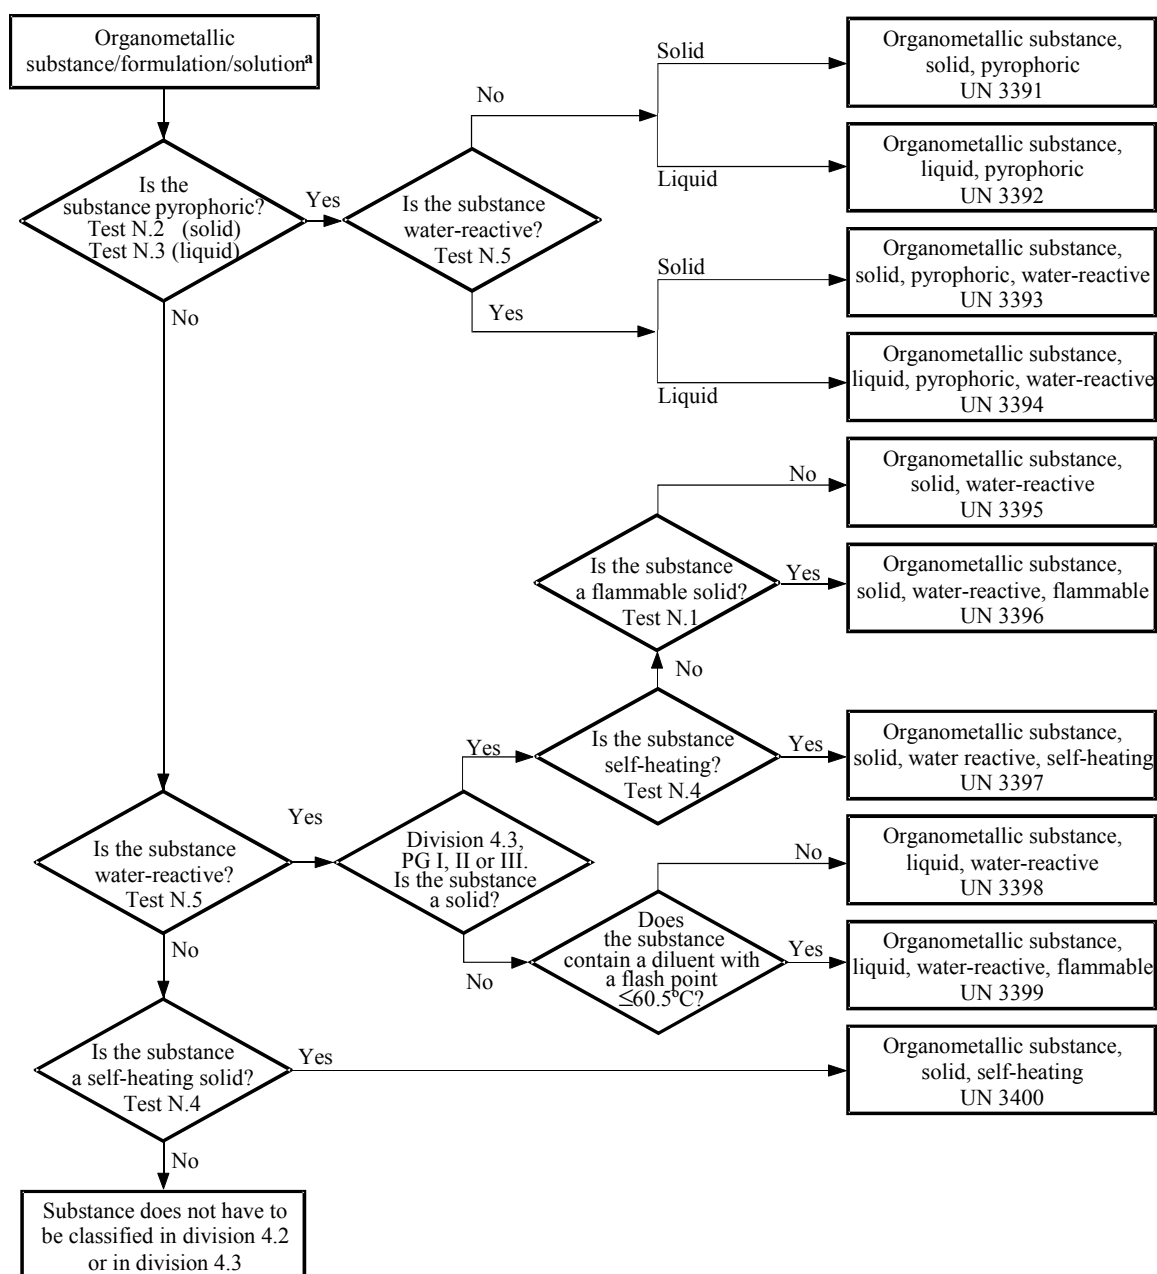 Organometallic
substance/formulation/solutionª
Is the
substance pyrophoric?
Test N.2 (solid)
Test N.3 (liquid)
Yes
No
Is the substance
water-reactive?
Test N.5
No
Yes
Solid
Liquid
Organometallic substance,
solid, pyrophoric
UN 3391
Organometallic substance,
liquid, pyrophoric
UN 3392
Solid
Liquid
Organometallic substance,
solid, pyrophoric, water-reactive
UN 3393
Organometallic substance,
liquid, pyrophoric, water-reactive
UN 3394
No
Organometallic substance,
solid, water-reactive
UN 3395
Is the substance
a flammable solid?
Test N.1
Yes
Organometallic substance,
solid, water-reactive, flammable
UN 3396
No
Is the substance
self-heating?
Test N.4
Yes
Organometallic substance,
solid, water reactive, self-heating
UN 3397
Yes
Is the substance
water-reactive?
Test N.5
Yes
Division 4.3,
PG I, II or III.
Is the substance
a solid?
No
No
Organometallic substance,
liquid, water-reactive
UN 3398
Does
the substance
contain a diluent with
a flash point
≤60.5ºC?
Yes
Organometallic substance,
liquid, water-reactive, flammable
UN 3399
No
Is the substance
a self-heating solid?
Test N.4
Yes
Organometallic substance,
solid, self-heating
UN 3400
No
Substance does not have to
be classified in division 4.2
or in division 4.3